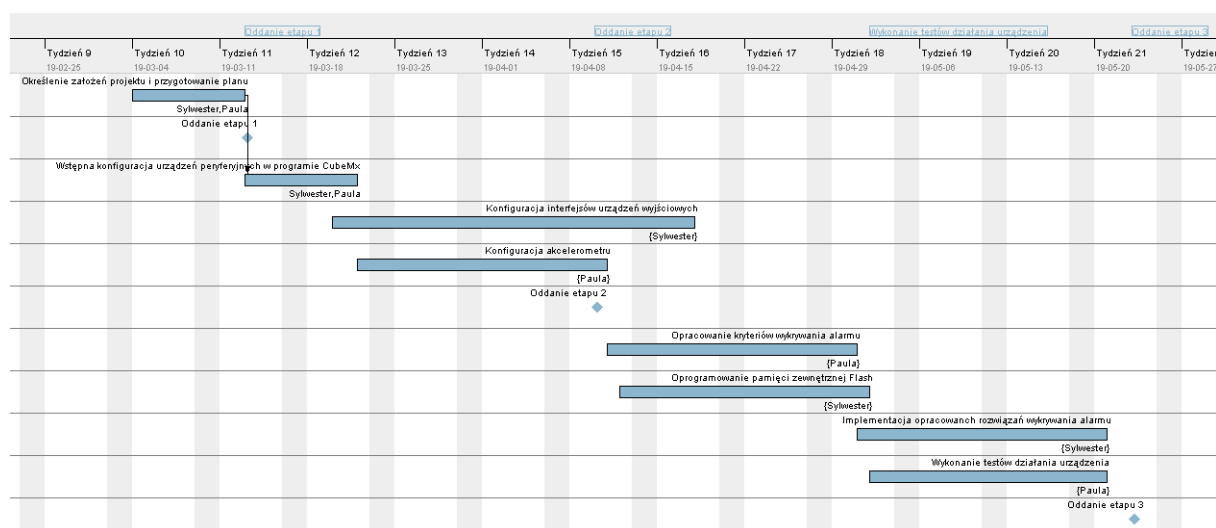 Oddanie etapu 1 Oddanie etapu 2 Wykonanie testów działania urządzenia Oddanie etapu 3
Tydzień 9 Tydzień 10 Tydzień 11 Tydzień 12 Tydzień 13 Tydzień 14 Tydzień 15 Tydzień 16 Tydzień 17 Tydzień 18 Tydzień 19 Tydzień 20 Tydzień 21 Tydzień
19-02-25 19-03-04 19-03-11 19-03-18 19-03-25 19-04-01 19-04-08 19-04-15 19-04-22 19-04-29 19-05-06 19-05-13 19-05-20 19-05-27
Określenie założeń projektu i przygotowanie planu
Sylwester,Paula
Oddanie etapu 1
Wstępna konfiguracja urządzeń peryferyjnych w programie CubeMx
Sylwester,Paula
Konfiguracja interfejsów urządzeń wyjściowych
{Sylwester}
Konfiguracja akcelerometru
{Paula}
Oddanie etapu 2
Opracowanie kryteriów wykrywania alarmu
{Paula}
Oprogramowanie pamięci zewnętrznej Flash
{Sylwester}
Implementacja opracowanch rozwiązań wykrywania alarmu
{Sylwester}
Wykonanie testów działania urządzenia
{Paula}
Oddanie etapu 3